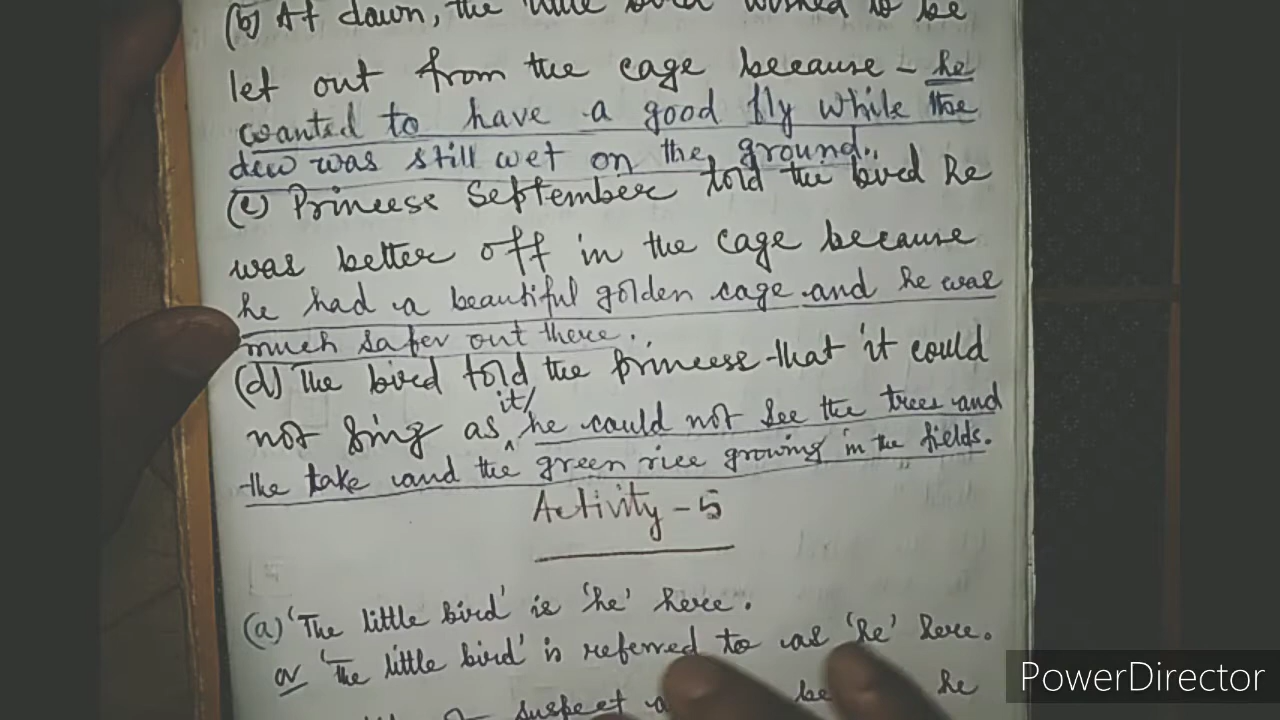 (b) At dawn, the little bird wished to be
let out from the cage because - he
wanted to have a good fly while the
dew was still wet on the ground.
(c) Princess September told the bird he
was better off in the cage because
he had a beautiful golden cage and he was
much safer out there.
(d) The bird told the princess that it could
it/
not sing as ^ he could not see the trees and
the lake and the green rice growing in the fields.
Activity - 5
(a) 'The little bird' is 'he' here.
or 'The little bird' is referred to as 'he' here.
suspect he
PowerDirector